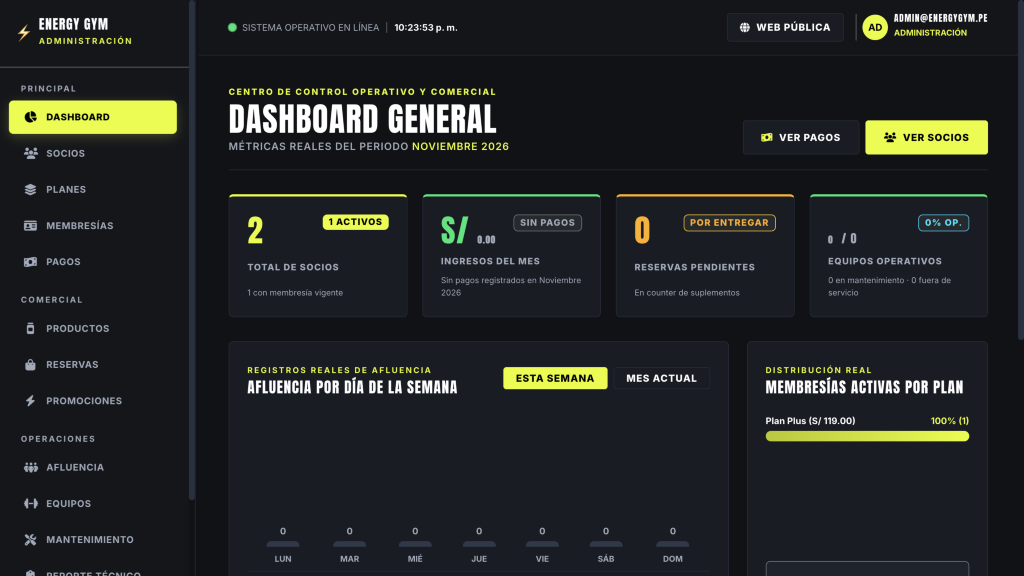 ENERGY GYM
ADMINISTRACIÓN
SISTEMA OPERATIVO EN LÍNEA
10:23:53 p. m.
WEB PÚBLICA
AD
ADMIN@ENERGYGYM.PE
ADMINISTRACIÓN
PRINCIPAL
DASHBOARD
SOCIOS
PLANES
MEMBRESÍAS
PAGOS
COMERCIAL
PRODUCTOS
RESERVAS
PROMOCIONES
OPERACIONES
AFLUENCIA
EQUIPOS
MANTENIMIENTO
REPORTE TÉCNICO
CENTRO DE CONTROL OPERATIVO Y COMERCIAL
DASHBOARD GENERAL
MÉTRICAS REALES DEL PERIODO NOVIEMBRE 2026
VER PAGOS
VER SOCIOS
2
1 ACTIVOS
TOTAL DE SOCIOS
1 con membresía vigente
S/ 0.00
SIN PAGOS
INGRESOS DEL MES
Sin pagos registrados en Noviembre
2026
0
POR ENTREGAR
RESERVAS PENDIENTES
En counter de suplementos
0 / 0
0% OP.
EQUIPOS OPERATIVOS
0 en mantenimiento · 0 fuera de
servicio
REGISTROS REALES DE AFLUENCIA
AFLUENCIA POR DÍA DE LA SEMANA
ESTA SEMANA
MES ACTUAL
0 0 0 0 0 0 0
LUN MAR MIÉ JUE VIE SÁB DOM
DISTRIBUCIÓN REAL
MEMBRESÍAS ACTIVAS POR PLAN
Plan Plus (S/ 119.00)
100% (1)